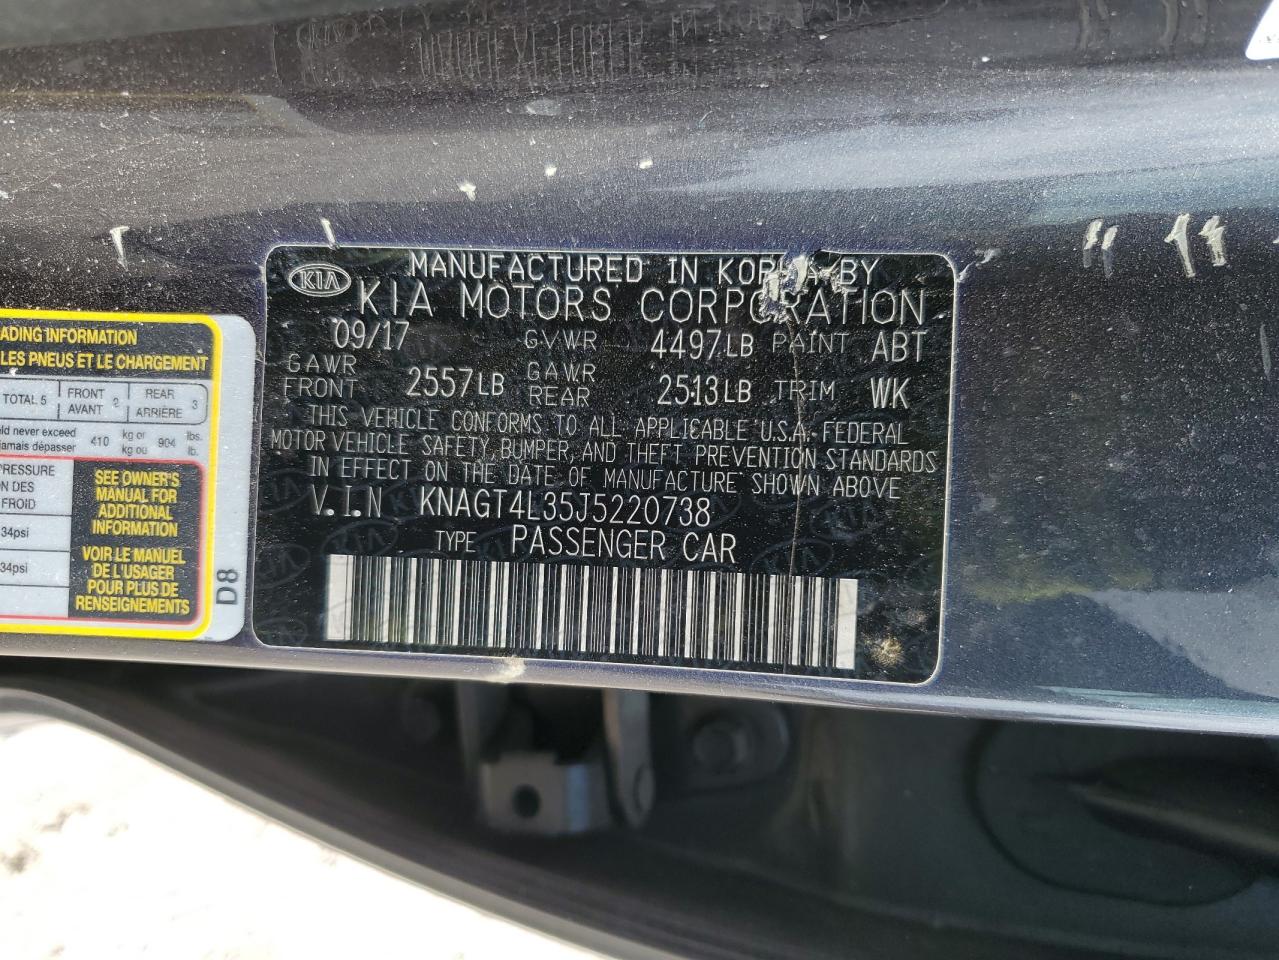 KIA
MANUFACTURED IN KOREA BY
KIA MOTORS CORPORATION
09/17 GVWR 4497LB PAINT ABT
GAWR FRONT 2557LB GAWR REAR 2513LB TRIM WK
THIS VEHICLE CONFORMS TO ALL APPLICABLE U.S.A. FEDERAL
MOTOR VEHICLE SAFETY, BUMPER, AND THEFT PREVENTION STANDARDS
IN EFFECT ON THE DATE OF MANUFACTURE SHOWN ABOVE
V.I.N KNAGT4L35J5220738
TYPE PASSENGER CAR
ADING INFORMATION
LES PNEUS ET LE CHARGEMENT
TOTAL 5 FRONT AVANT 2 REAR ARRIÈRE 3
ld never exceed
jamais dépasser 410 kg or kg ou 904 lbs. lb.
PRESSURE
ON DES
FROID
34psi
34psi
SEE OWNER'S
MANUAL FOR
ADDITIONAL
INFORMATION
VOIR LE MANUEL
DE L'USAGER
POUR PLUS DE
RENSEIGNEMENTS
D8